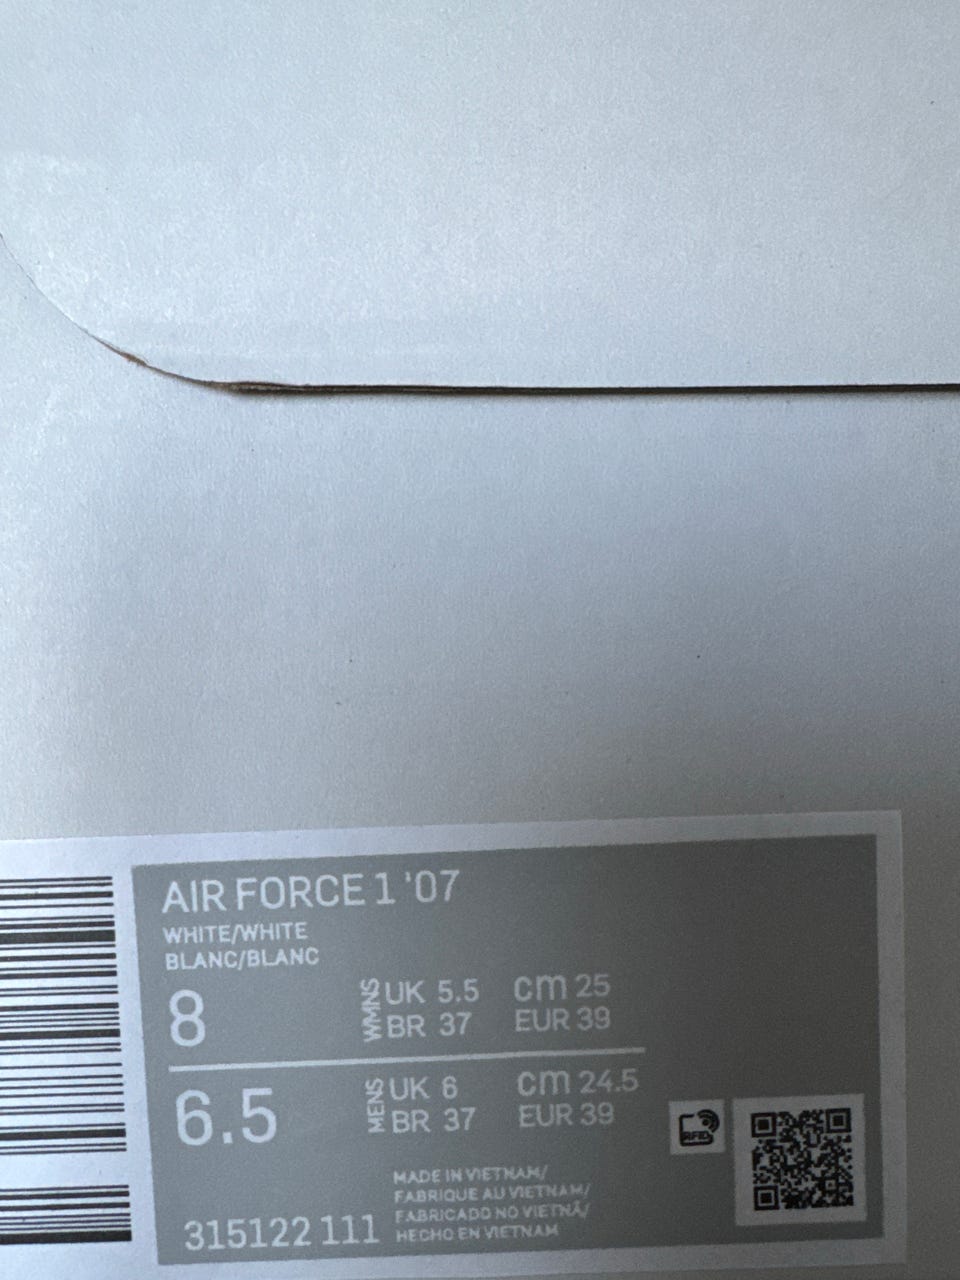 AIR FORCE 1 '07
WHITE/WHITE
BLANC/BLANC
8 WMNS UK 5.5 cm 25
BR 37 EUR 39
6.5 MENS UK 6 cm 24.5
BR 37 EUR 39
RFID
MADE IN VIETNAM/
FABRIQUE AU VIETNAM/
FABRICADO NO VIETNÃ/
HECHO EN VIETNAM
315122 111